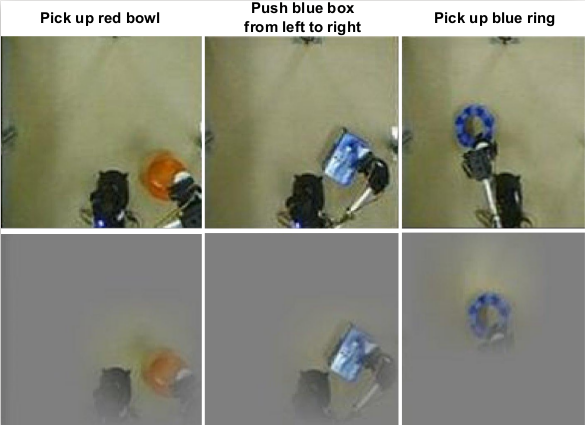 Pick up red bowl
Push blue box
from left to right
Pick up blue ring